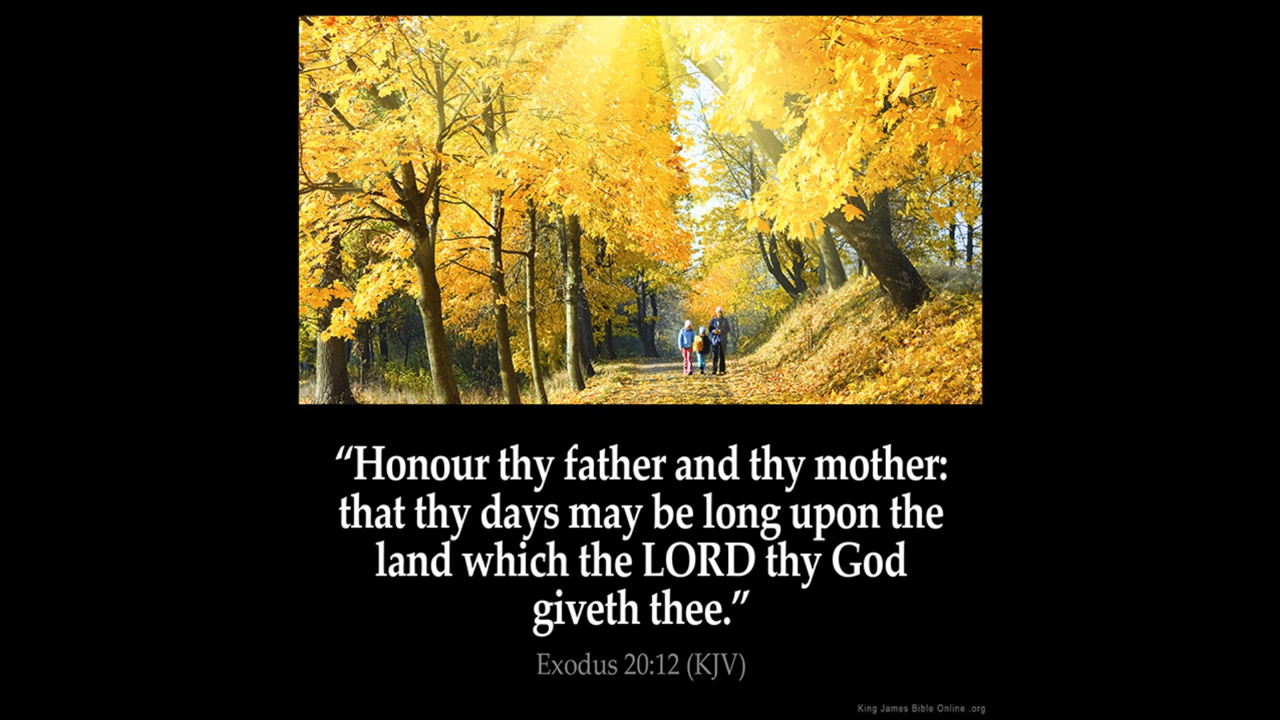 “Honour thy father and thy mother:
that thy days may be long upon the
land which the LORD thy God
giveth thee.”
Exodus 20:12 (KJV)
King James Bible Online .org